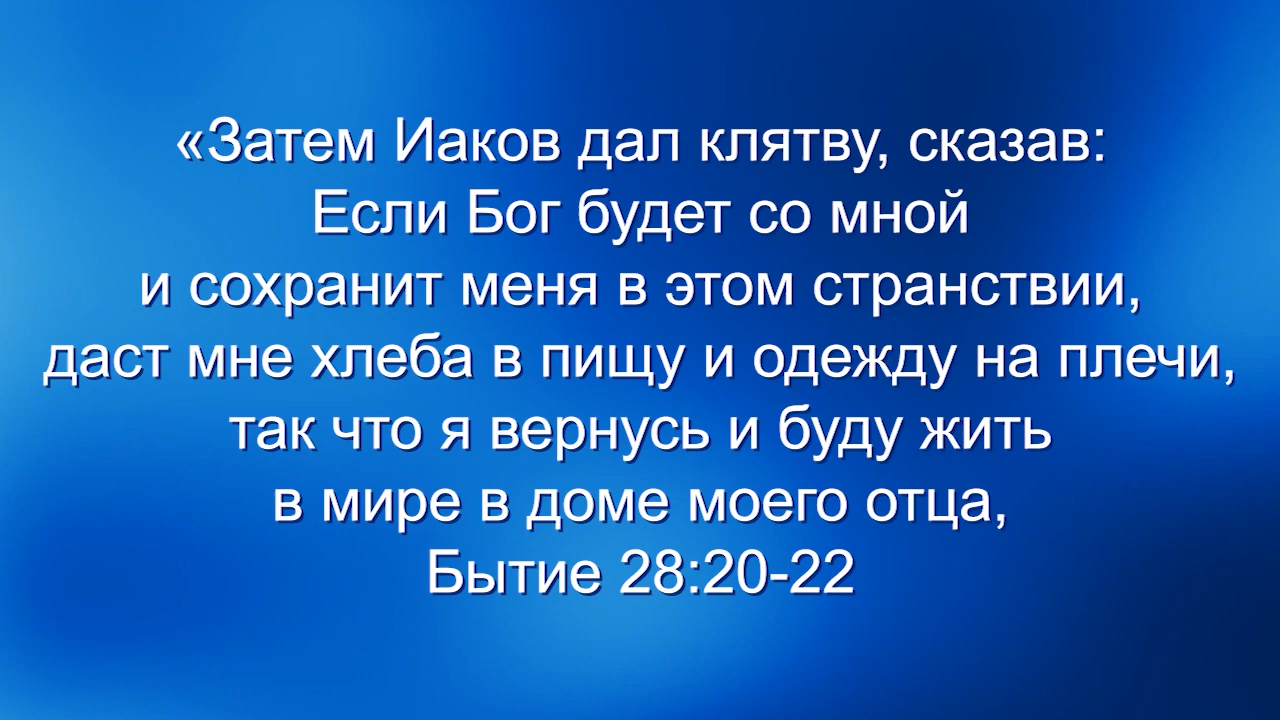 «Затем Иаков дал клятву, сказав:
Если Бог будет со мной
и сохранит меня в этом странствии,
даст мне хлеба в пищу и одежду на плечи,
так что я вернусь и буду жить
в мире в доме моего отца,
Бытие 28:20-22